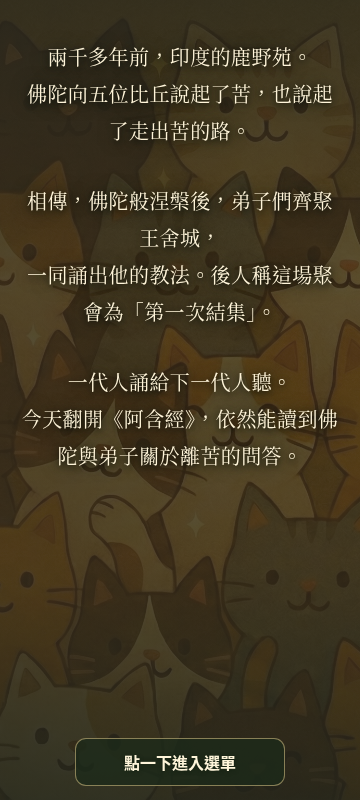 兩千多年前，印度的鹿野苑。
佛陀向五位比丘說起了苦，也說起
了走出苦的路。
相傳，佛陀般涅槃後，弟子們齊聚
王舍城，
一同誦出他的教法。後人稱這場聚
會為「第一次結集」。
一代人誦給下一代人聽。
今天翻開《阿含經》，依然能讀到佛
陀與弟子關於離苦的問答。
點一下進入選單